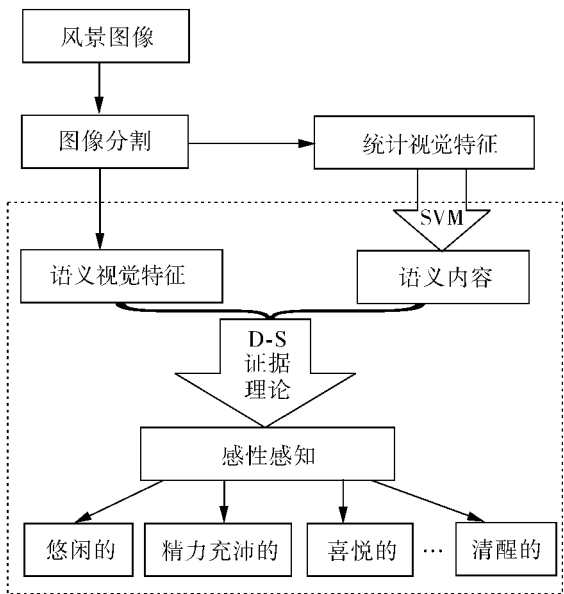 风景图像
图像分割
统计视觉特征
SVM
语义视觉特征
语义内容
D-S
证据
理论
感性感知
悠闲的
精力充沛的
喜悦的
…
清醒的